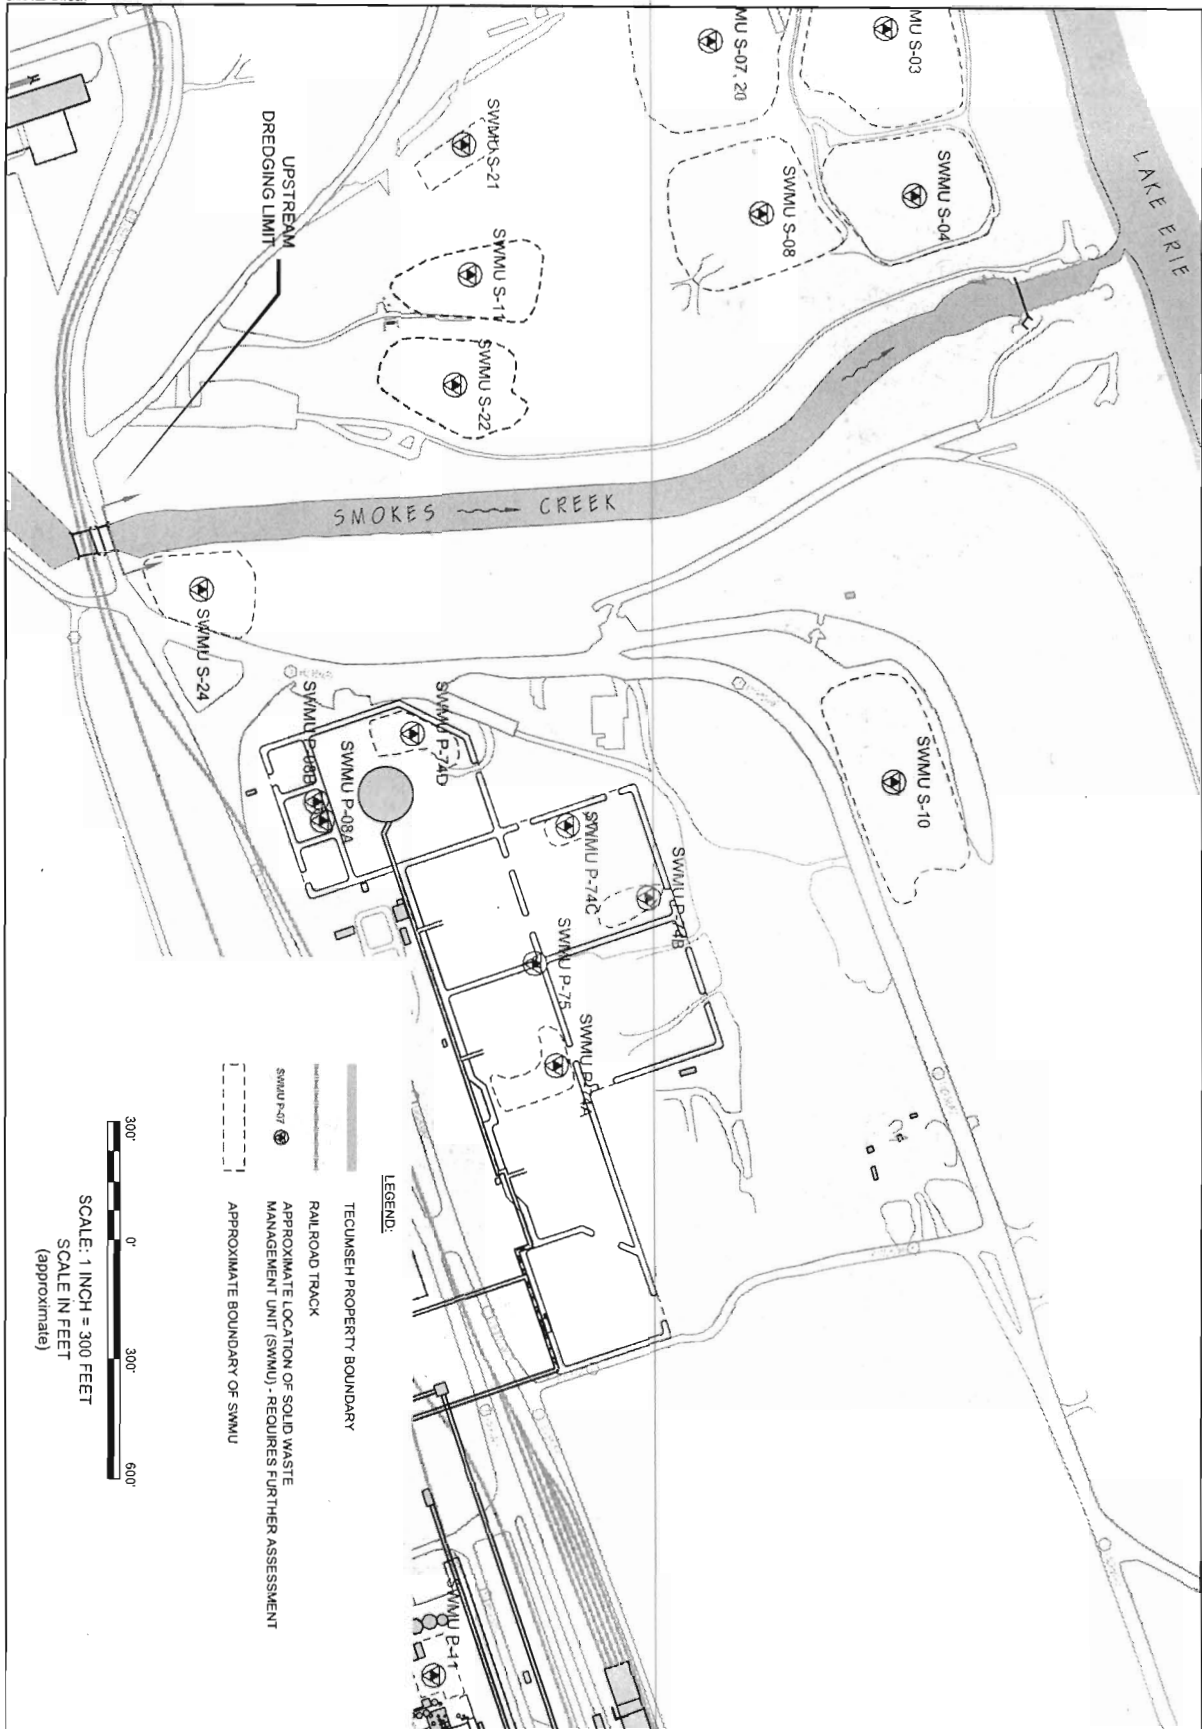 LAKE ERIE
SWMU S-03
MU S-07, 20
SWMU S-04
SWMU S-08
SWMU S-21
SWMU S-11
SWMU S-22
UPSTREAM
DREDGING LIMIT
SMOKES CREEK
SWMU S-24
SWMU S-10
SWMU P-74D
SWMU P-08B
SWMU P-08A
SWMU P-74C
SWMU P-74B
SWMU P-75
SWMU P-74A
SWMU P-11
LEGEND:
TECUMSEH PROPERTY BOUNDARY
RAILROAD TRACK
SWMU P-07
APPROXIMATE LOCATION OF SOLID WASTE
MANAGEMENT UNIT (SWMU) - REQUIRES FURTHER ASSESSMENT
APPROXIMATE BOUNDARY OF SWMU
300' 0' 300' 600'
SCALE: 1 INCH = 300 FEET
SCALE IN FEET
(approximate)